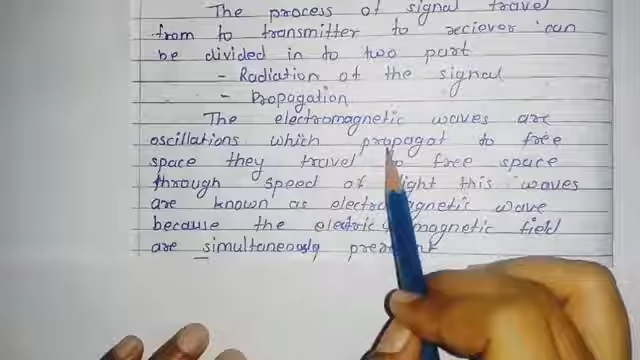 The process of signal travel
from to transmitter to reciever can
be divided in to two part
- Radiation of the signal
- Propagation
The electromagnetic waves are
oscillations which propagat to free
space they travel free space
through speed of light this waves
are known as electromagnetic wave
because the electric & magnetic field
are simultaneously